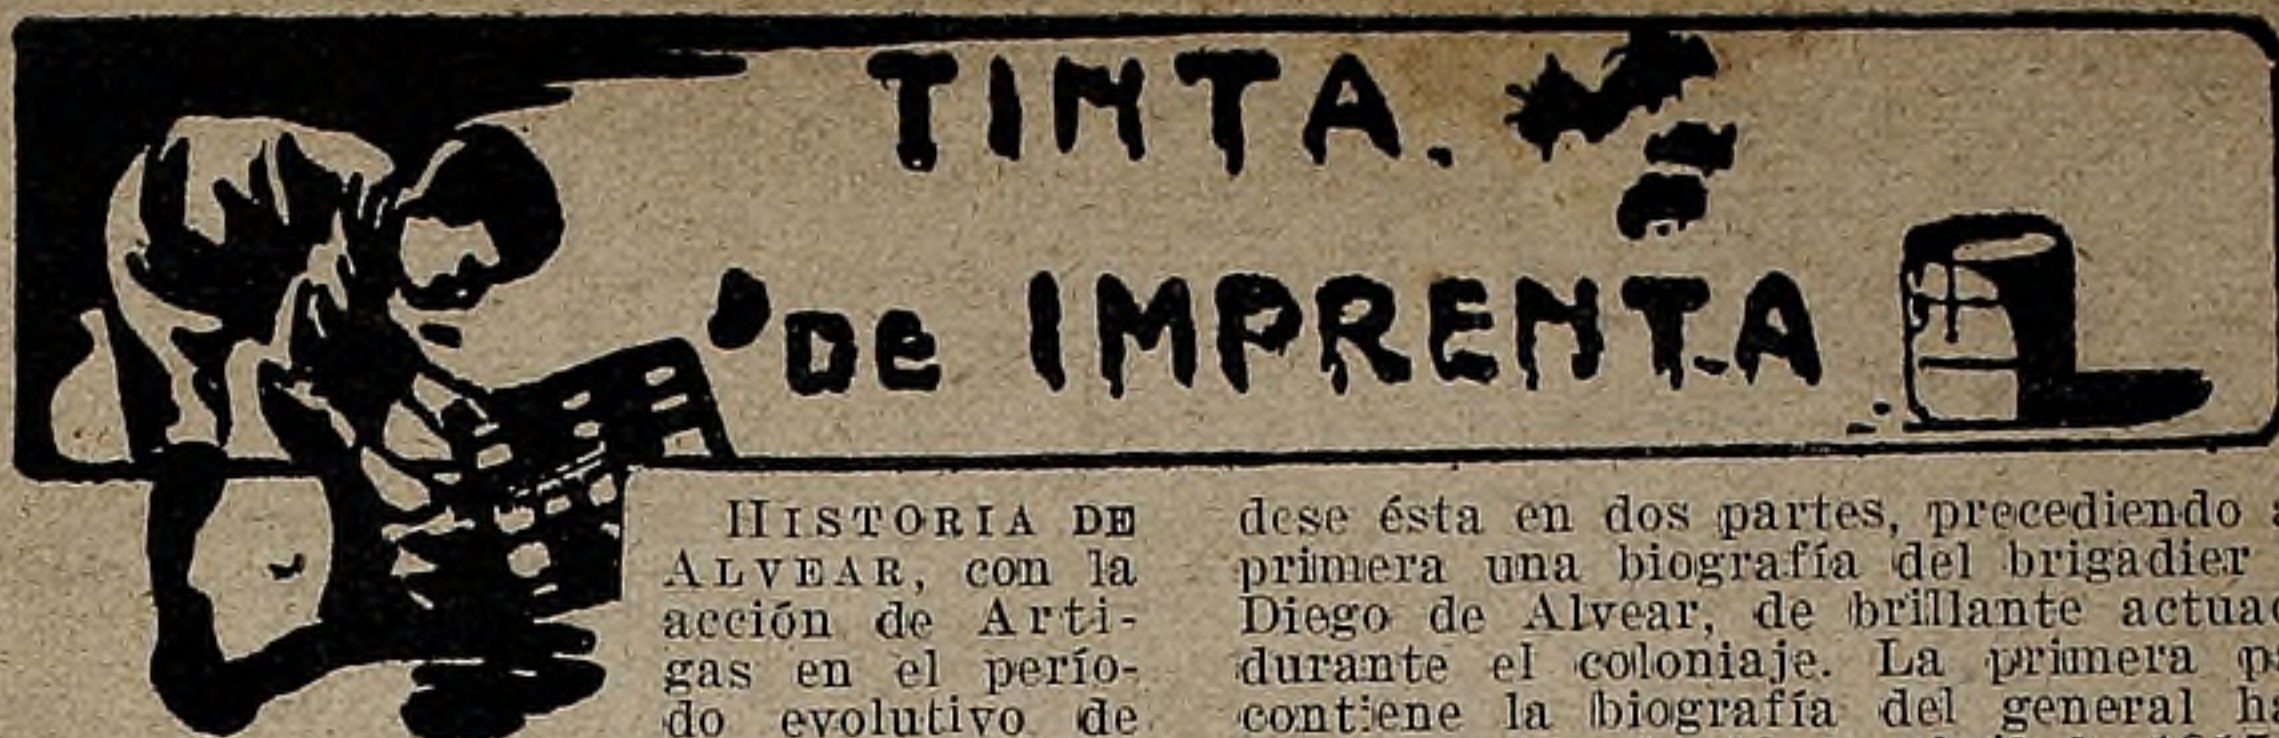 TINTA.
DE IMPRENTA
HISTORIA DE
ALVEAR, con la
acción de Arti-
gas en el perío-
do evolutivo de
dese ésta en dos partes, precediendo
primera una biografía del brigadier
Diego de Alvear, de brillante
durante el coloniaje. La primera
contiene la biografía del general